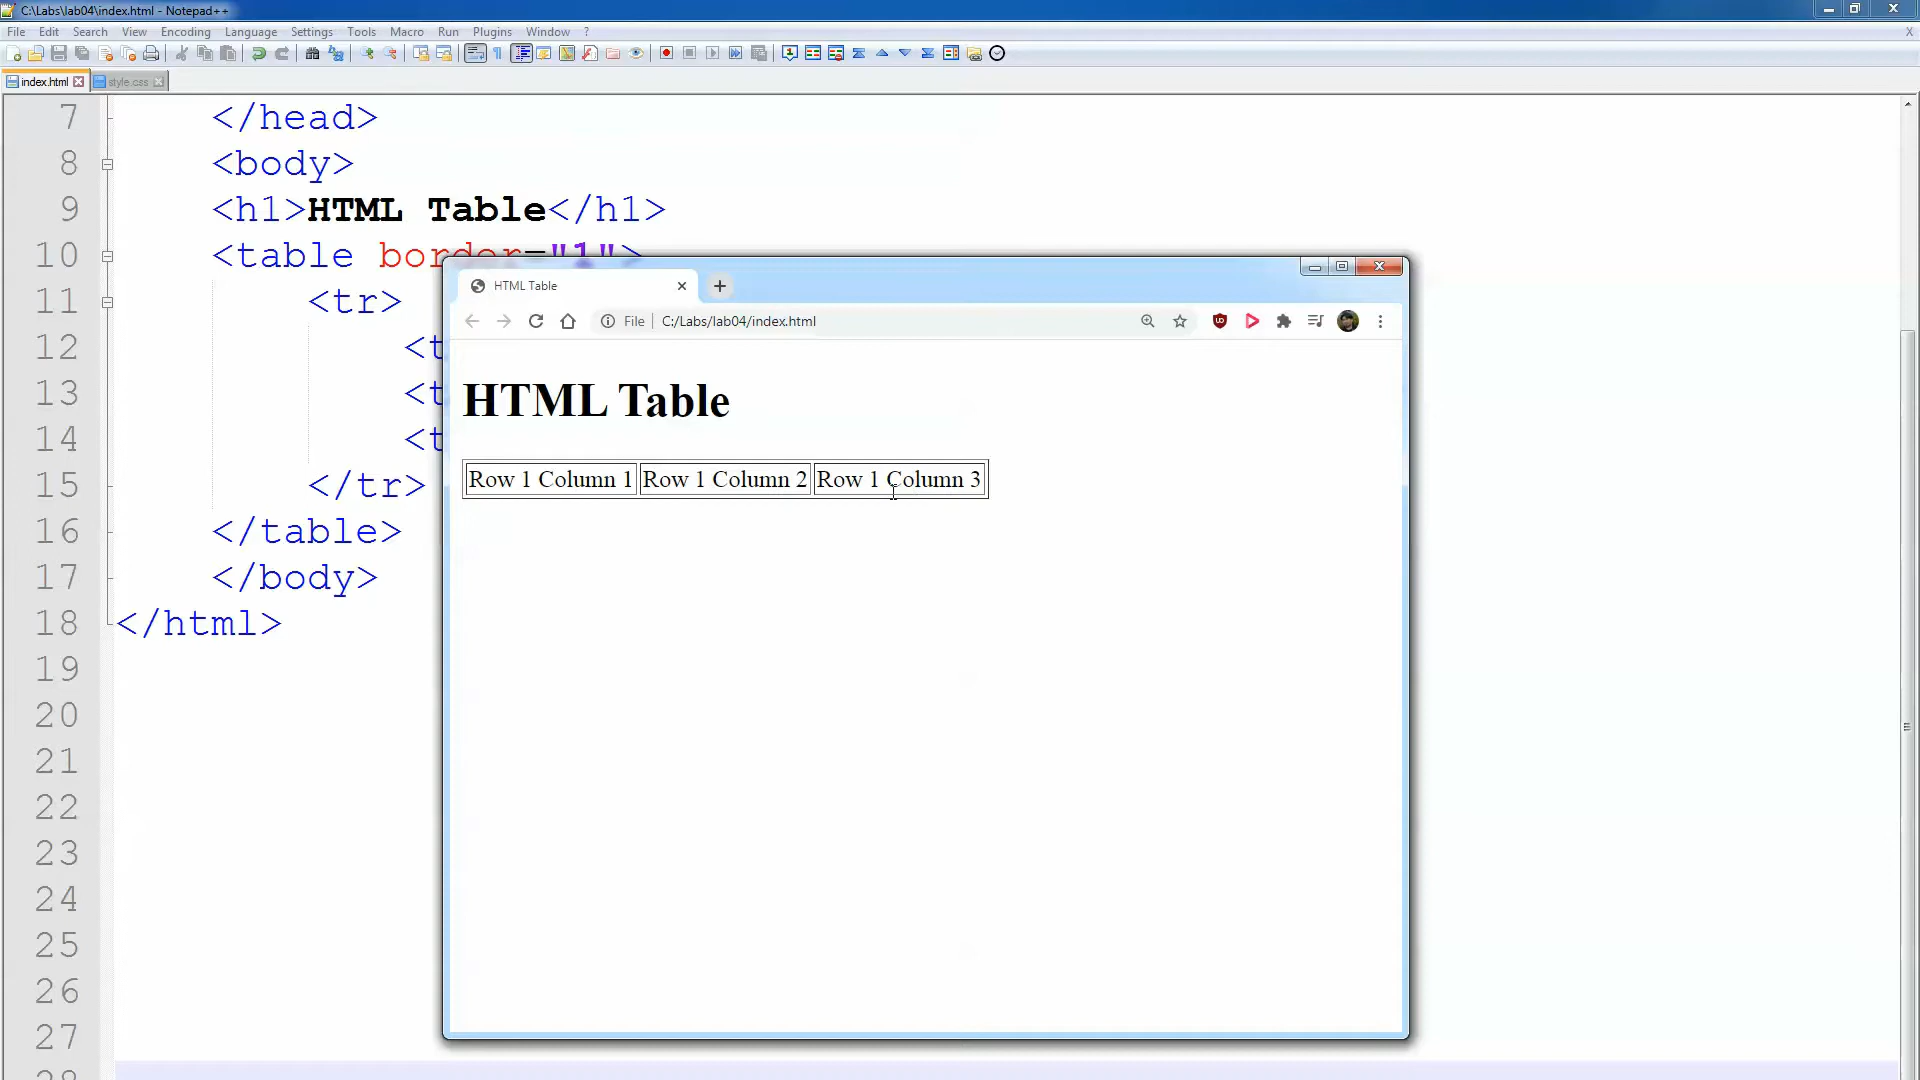 C:\Labs\lab04\index.html - Notepad++
File Edit Search View Encoding Language Settings Tools Macro Run Plugins Window ? X
index.html style.css
7 </head>
8 <body>
9 <h1>HTML Table</h1>
10 <table border="1">
11 <tr>
12 <t
13 <t
14 <t
15 </tr>
16 </table>
17 </body>
18 </html>
19
20
21
22
23
24
25
26
27
28
HTML Table
File C:/Labs/lab04/index.html
HTML Table
Row 1 Column 1 Row 1 Column 2 Row 1 Column 3